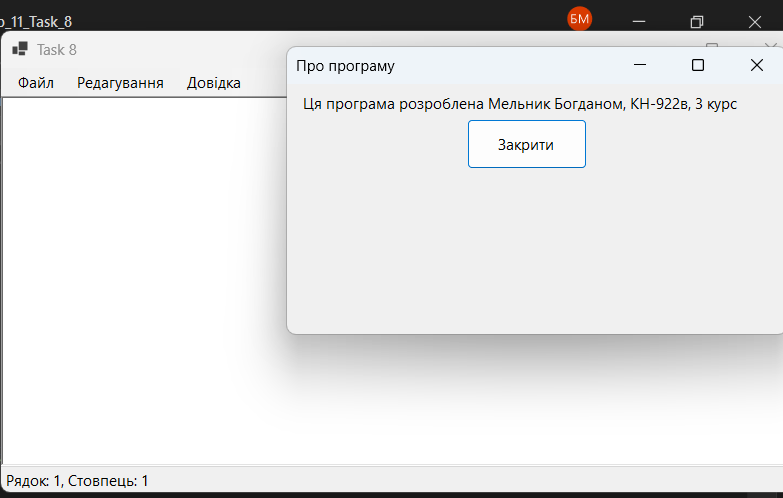 o_11_Task_8
БМ
Task 8
Файл Редагування Довідка
Про програму
Ця програма розроблена Мельник Богданом, КН-922в, 3 курс
Закрити
Рядок: 1, Стовпець: 1